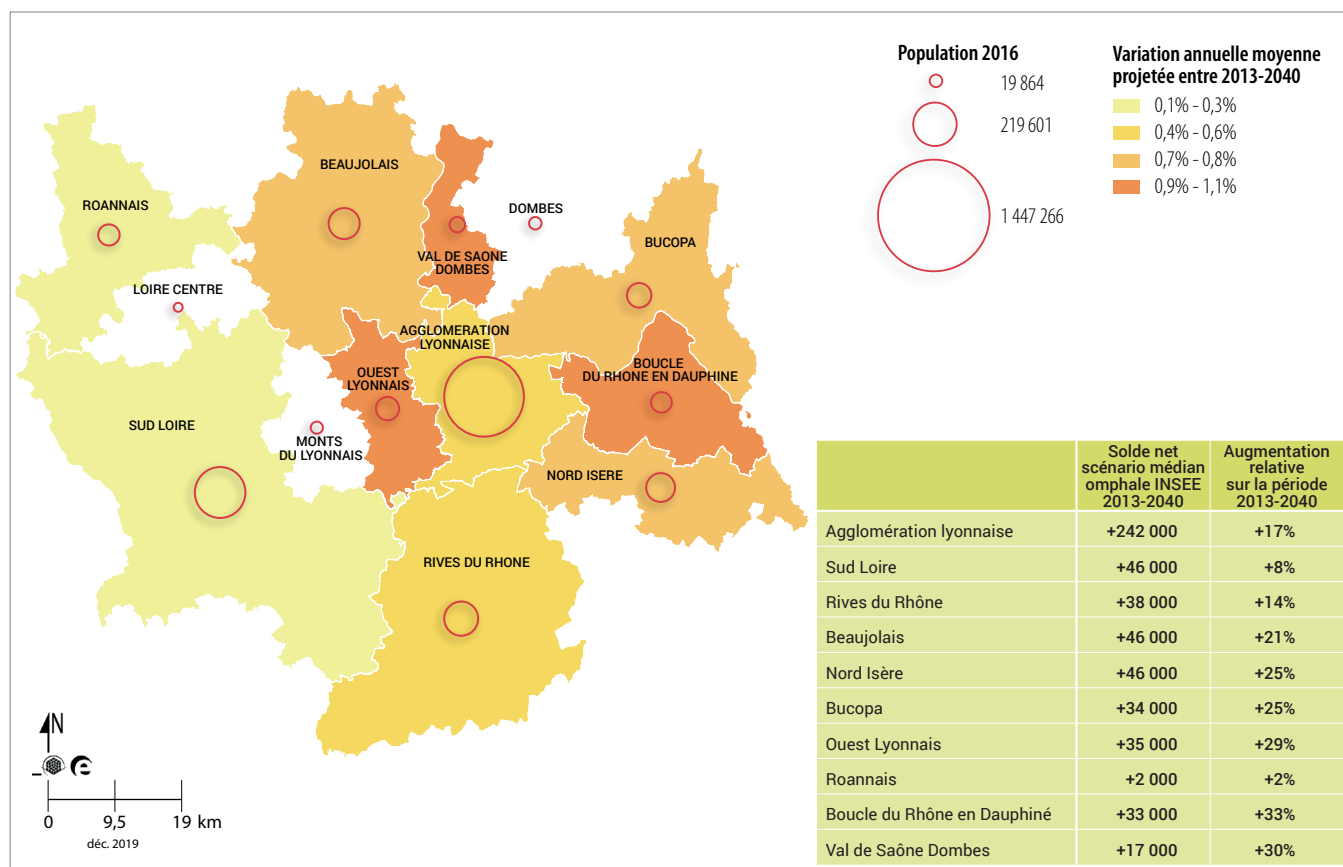 Population 2016
19 864
219 601
1 447 266
Variation annuelle moyenne
projetée entre 2013-2040
0,1% - 0,3%
0,4% - 0,6%
0,7% - 0,8%
0,9% - 1,1%
BEAUJOLAIS
ROANNAIS
DOMBES
BUCOPA
VAL DE SAONE
DOMBES
LOIRE CENTRE
AGGLOMERATION
LYONNAISE
OUEST
LYONNAIS
BOUCLE
DU RHONE EN DAUPHINE
SUD LOIRE
MONTS
DU LYONNAIS
NORD ISERE
RIVES DU RHONE
N
e
0 9,5 19 km
déc. 2019
Solde net
scénario médian
omphale INSEE
2013-2040
Augmentation
relative
sur la période
2013-2040
Agglomération lyonnaise +242 000 +17%
Sud Loire +46 000 +8%
Rives du Rhône +38 000 +14%
Beaujolais +46 000 +21%
Nord Isère +46 000 +25%
Bucopa +34 000 +25%
Ouest Lyonnais +35 000 +29%
Roannais +2 000 +2%
Boucle du Rhône en Dauphiné +33 000 +33%
Val de Saône Dombes +17 000 +30%